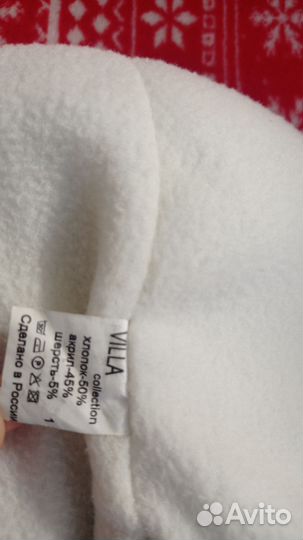 VILLA
collection
хлопок-50%
акрил-45%
шерсть-5%
Сделано в России
1
Avito